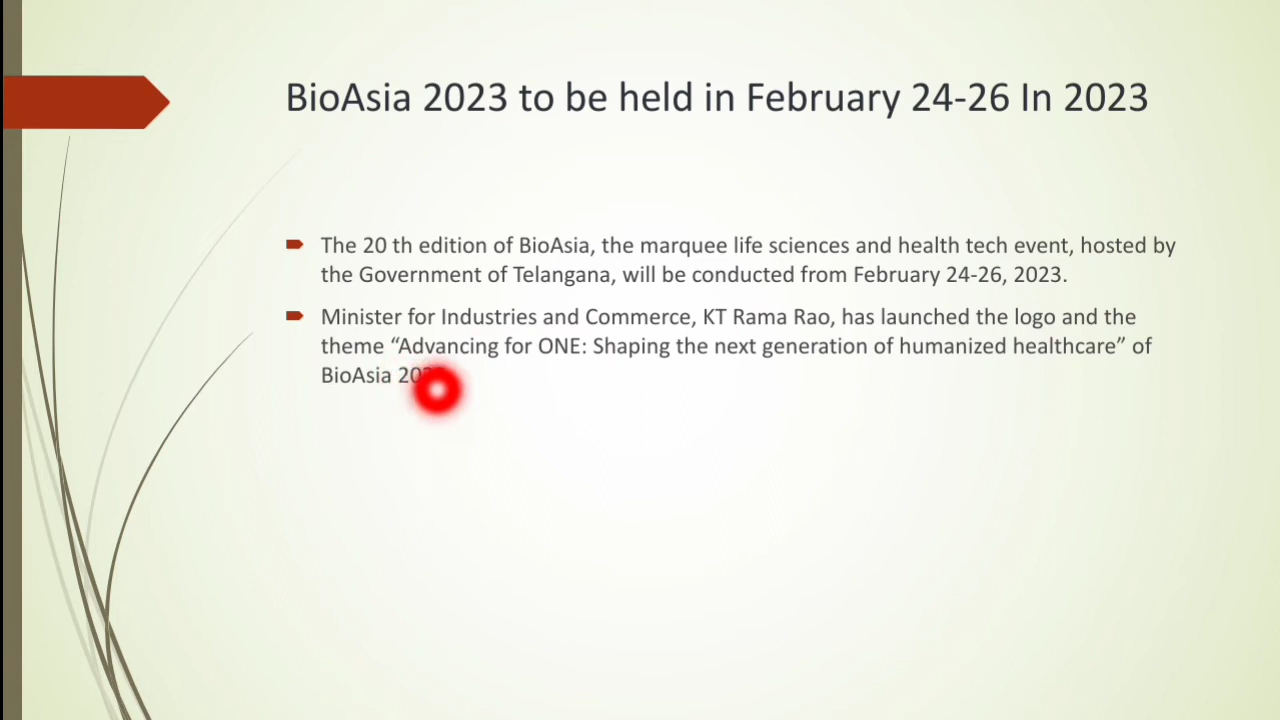 BioAsia 2023 to be held in February 24-26 In 2023
The 20 th edition of BioAsia, the marquee life sciences and health tech event, hosted by
the Government of Telangana, will be conducted from February 24-26, 2023.
Minister for Industries and Commerce, KT Rama Rao, has launched the logo and the
theme “Advancing for ONE: Shaping the next generation of humanized healthcare” of
BioAsia